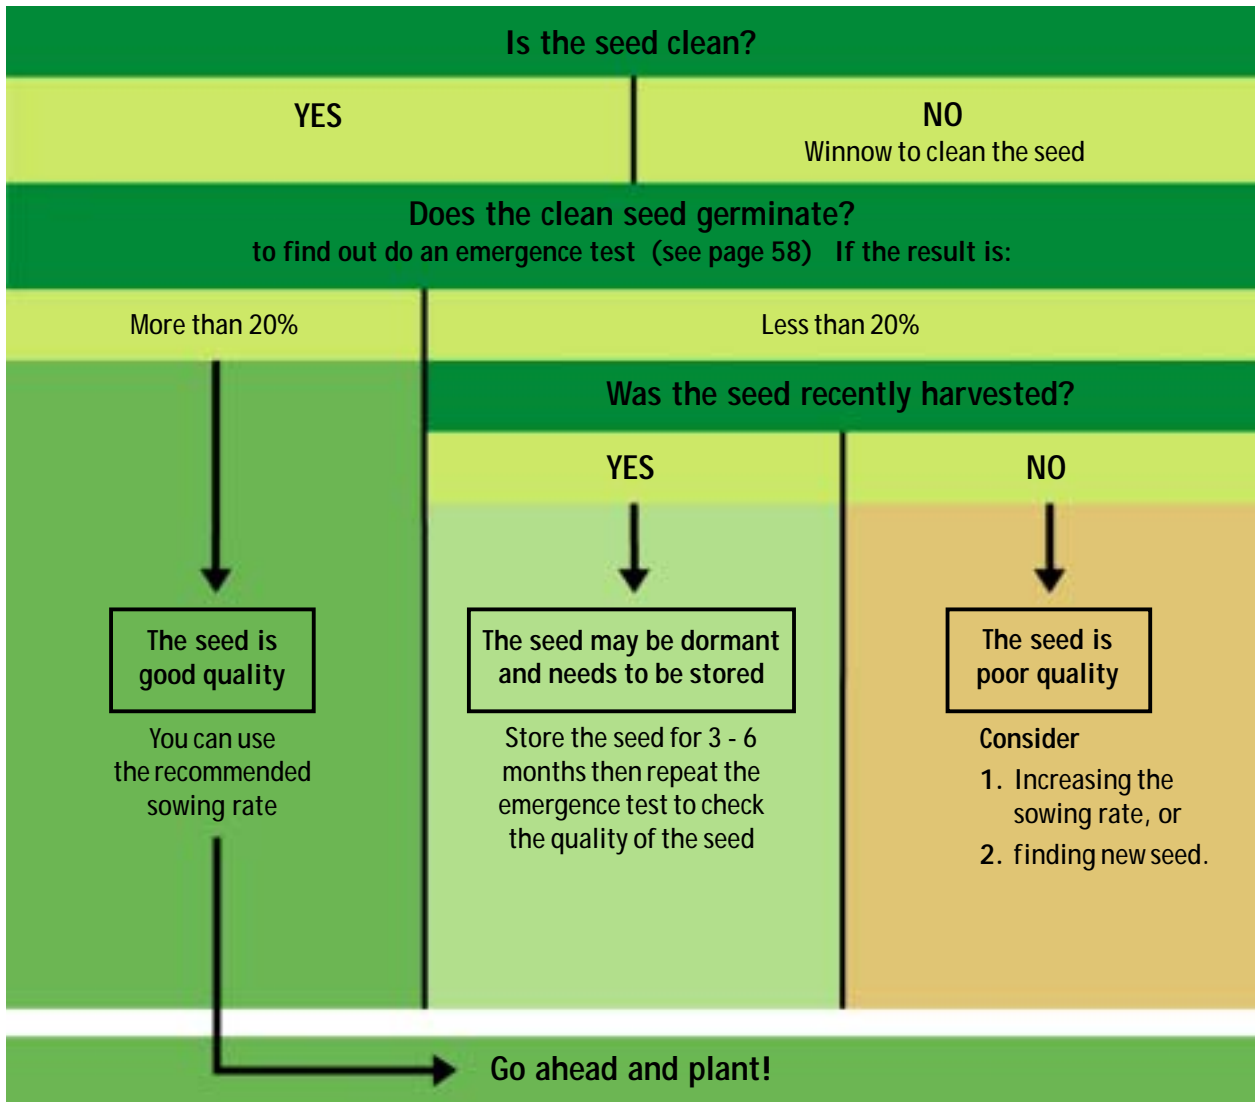 Is the seed clean?
YES
NO
Winnow to clean the seed
Does the clean seed germinate?
to find out do an emergence test (see page 58) If the result is:
More than 20%
Less than 20%
Was the seed recently harvested?
YES
NO
The seed is
good quality
You can use
the recommended
sowing rate
The seed may be dormant
and needs to be stored
Store the seed for 3 - 6
months then repeat the
emergence test to check
the quality of the seed
The seed is
poor quality
Consider
1. Increasing the
sowing rate, or
2. finding new seed.
Go ahead and plant!